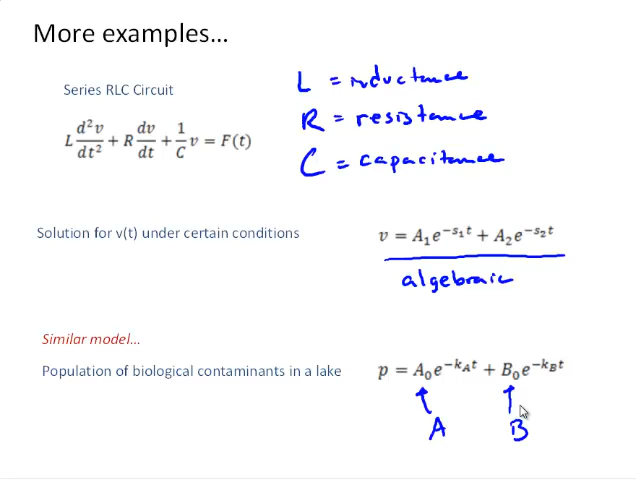 More examples...
Series RLC Circuit
L = inductance
R = resistance
C = capacitance
L d²v/dt² + R dv/dt + 1/C v = F(t)
Solution for v(t) under certain conditions
v = A₁e^{-s₁t} + A₂e^{-s₂t}
algebraic
Similar model...
Population of biological contaminants in a lake
p = A₀e^{-k_A t} + B₀e^{-k_B t}
A B